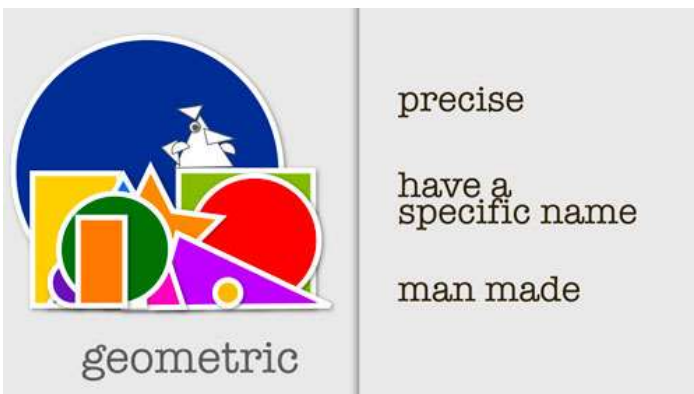 geometric
precise
have a
specific name
man made